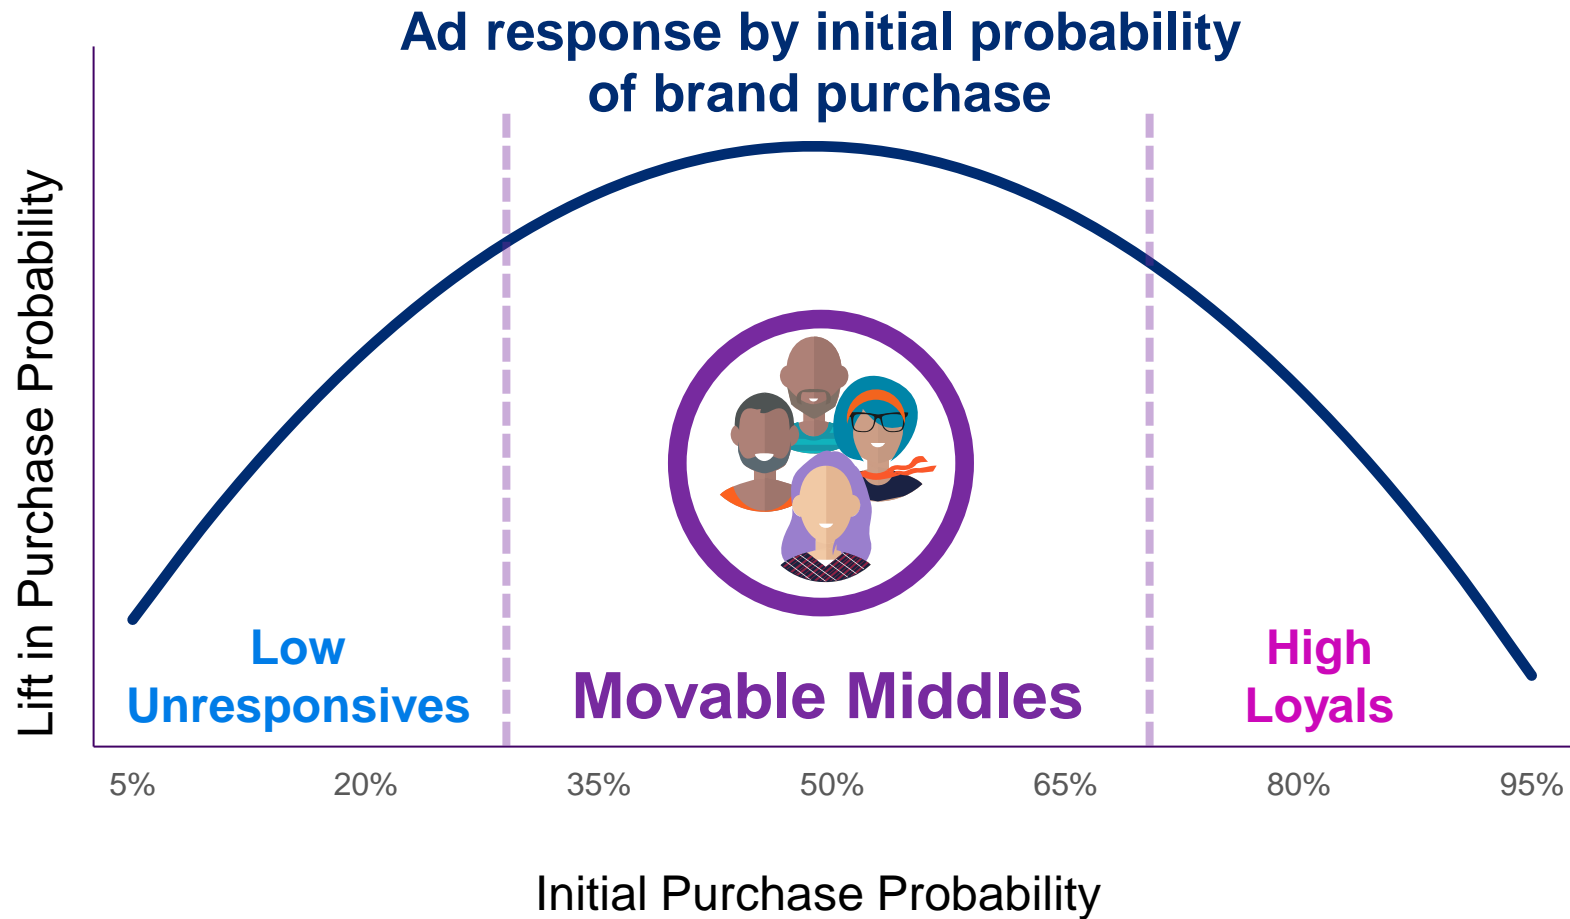 Ad response by initial probability
of brand purchase
Lift in Purchase Probability
Low
Unresponsives
Movable Middles
High
Loyals
5% 20% 35% 50% 65% 80% 95%
Initial Purchase Probability